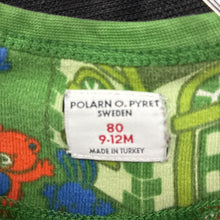 POLARN O. PYRET
SWEDEN
80
9-12M
MADE IN TURKEY